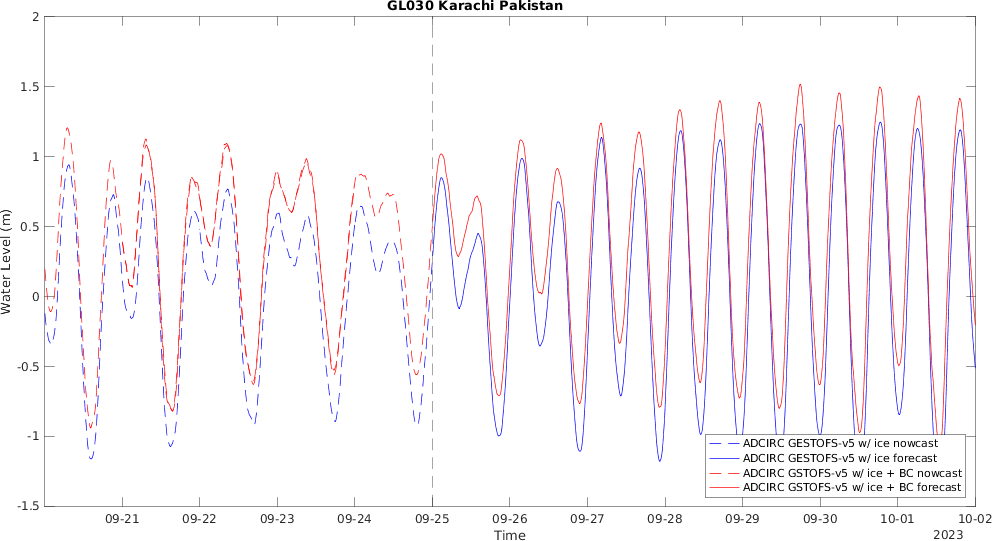 GL030 Karachi Pakistan
Water Level (m)
2
1.5
1
0.5
0
-0.5
-1
-1.5
ADCIRC GESTOFS-v5 w/ ice nowcast
ADCIRC GESTOFS-v5 w/ ice forecast
ADCIRC GSTOFS-v5 w/ ice + BC nowcast
ADCIRC GSTOFS-v5 w/ ice + BC forecast
09-21 09-22 09-23 09-24 09-25 09-26 09-27 09-28 09-29 09-30 10-01 10-02
Time
2023